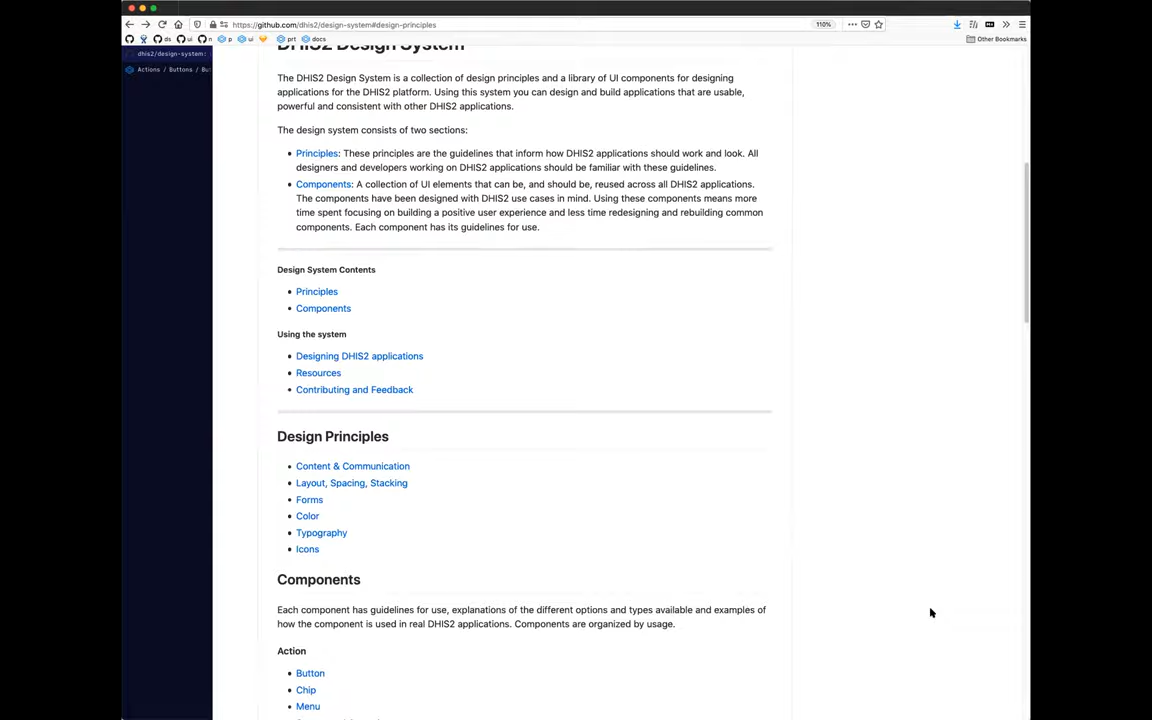 https://github.com/dhis2/design-system#design-principles
110%
ds
ui
n
p
ui
prt
docs
Other Bookmarks
dhis2/design-system:
Actions / Buttons / Bu
DHIS2 Design System
The DHIS2 Design System is a collection of design principles and a library of UI components for designing
applications for the DHIS2 platform. Using this system you can design and build applications that are usable,
powerful and consistent with other DHIS2 applications.
The design system consists of two sections:
Principles: These principles are the guidelines that inform how DHIS2 applications should work and look. All
designers and developers working on DHIS2 applications should be familiar with these guidelines.
Components: A collection of UI elements that can be, and should be, reused across all DHIS2 applications.
The components have been designed with DHIS2 use cases in mind. Using these components means more
time spent focusing on building a positive user experience and less time redesigning and rebuilding common
components. Each component has its guidelines for use.
Design System Contents
Principles
Components
Using the system
Designing DHIS2 applications
Resources
Contributing and Feedback
Design Principles
Content & Communication
Layout, Spacing, Stacking
Forms
Color
Typography
Icons
Components
Each component has guidelines for use, explanations of the different options and types available and examples of
how the component is used in real DHIS2 applications. Components are organized by usage.
Action
Button
Chip
Menu